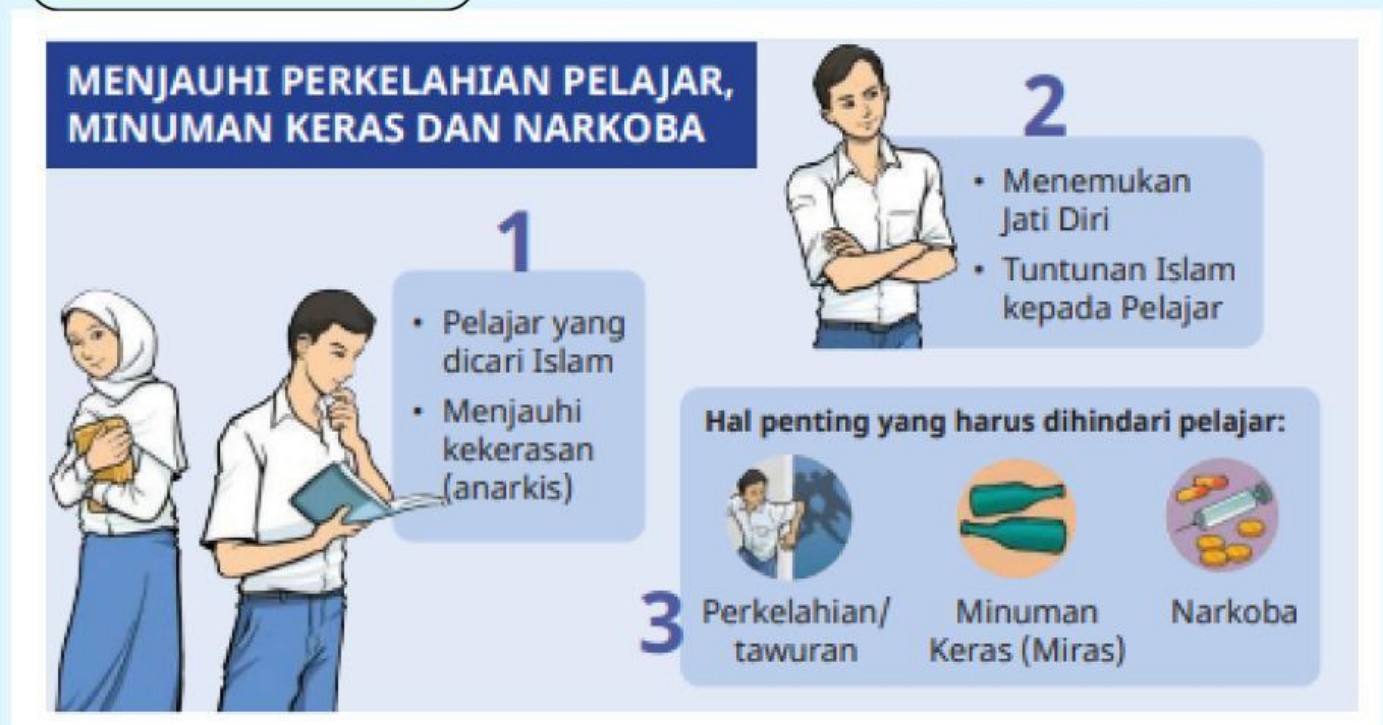 MENJAUHI PERKELAHIAN PELAJAR,
MINUMAN KERAS DAN NARKOBA
1
• Pelajar yang
dicari Islam
• Menjauhi
kekerasan
(anarkis)
2
• Menemukan
Jati Diri
• Tuntunan Islam
kepada Pelajar
3
Hal penting yang harus dihindari pelajar:
Perkelahian/
tawuran
Minuman
Keras (Miras)
Narkoba